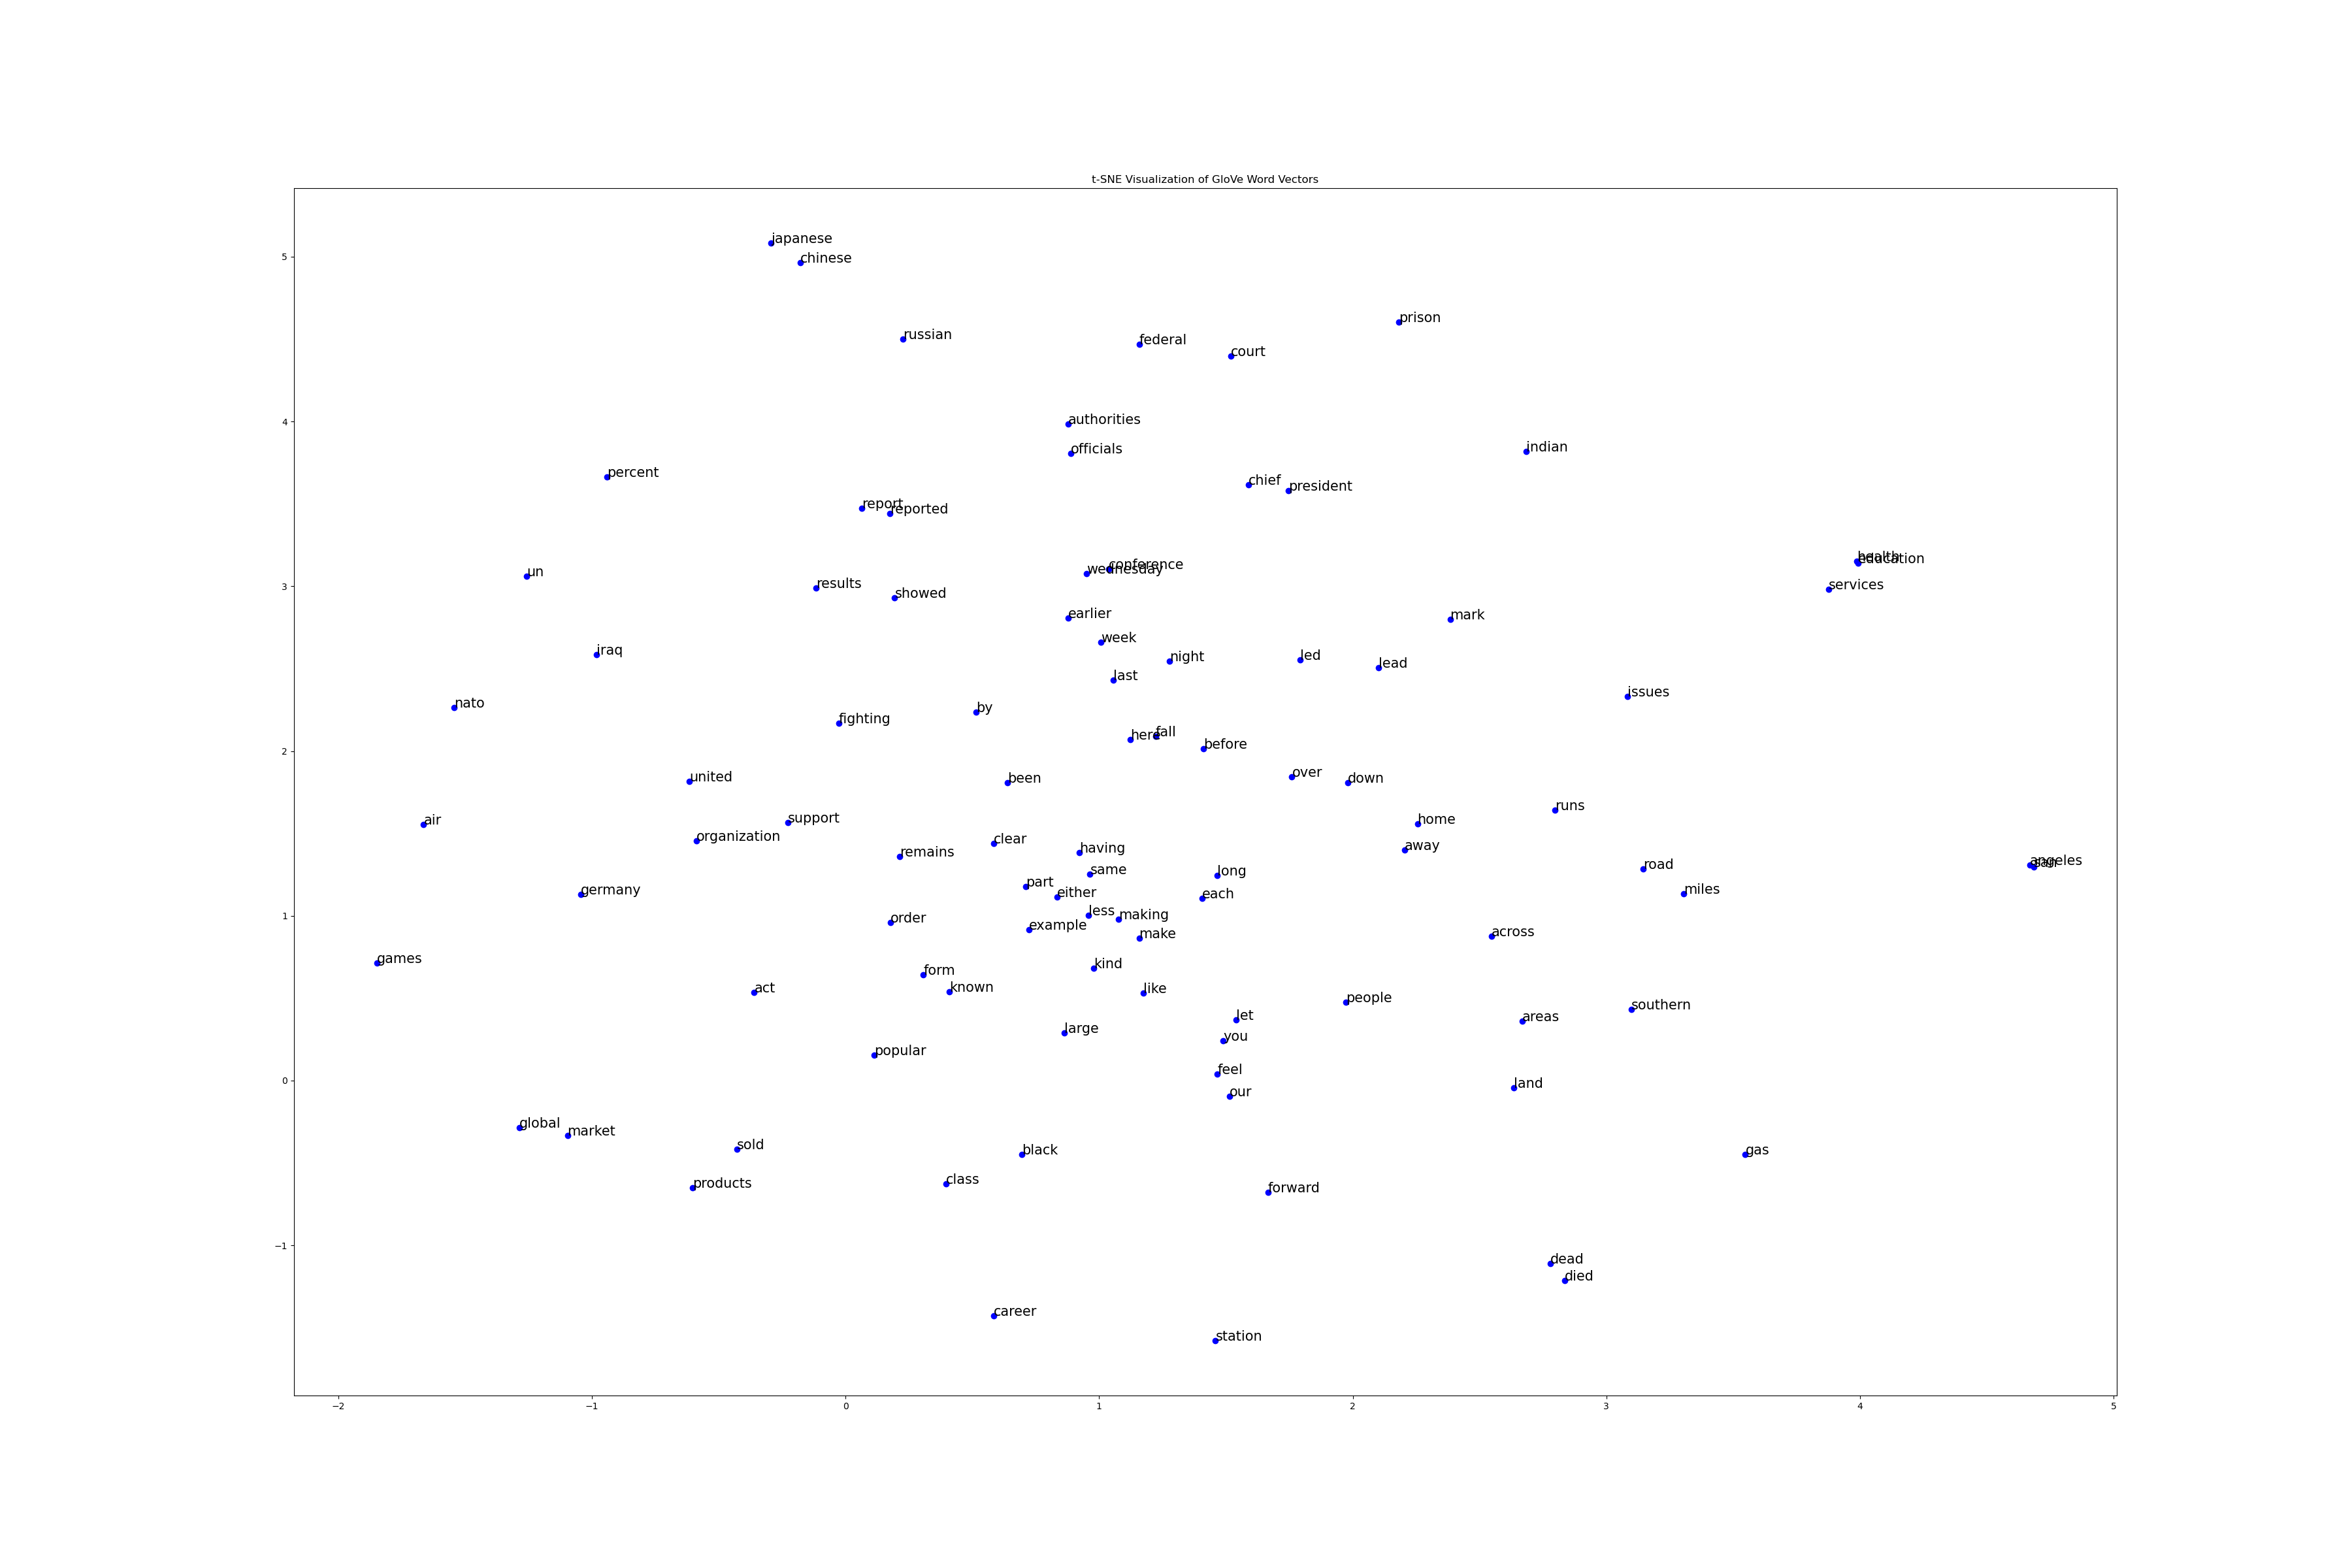 t-SNE Visualization of GloVe Word Vectors
japanese
chinese
prison
russian
federal
court
authorities
officials
indian
percent
chief
president
report
reported
conference
wednesday
health
education
un
results
showed
services
earlier
mark
week
iraq
night
led
lead
last
issues
nato
by
fighting
here
fall
before
united
been
over
down
runs
air
support
home
organization
clear
having
away
remains
same
long
road
angeles
san
part
either
each
miles
germany
less
making
order
example
make
across
games
kind
form
known
like
act
people
southern
let
areas
large
you
popular
feel
land
our
global
market
sold
black
gas
products
class
forward
dead
died
career
station
5
4
3
2
1
0
−1
−2
−1
0
1
2
3
4
5